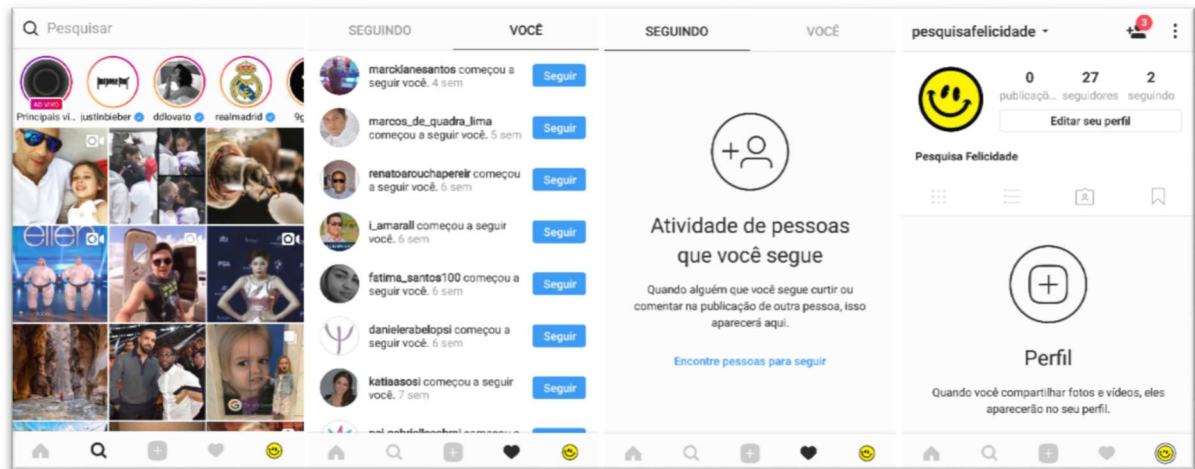 Pesquisar
AO VIVO
Principais ví... justinbieber ddlovato realmadrid 9g
ellen
PGA
SEGUINDO VOCÊ
marcklanesantos começou a
seguir você. 4 sem
Seguir
marcos_de_quadra_lima
começou a seguir você. 5 sem
Seguir
renatoarouchapereir começou
a seguir você. 6 sem
Seguir
i_amarall começou a seguir
você. 6 sem
Seguir
fatima_santos100 começou a
seguir você. 6 sem
Seguir
danielerabelopsi começou a
seguir você. 6 sem
Seguir
katiaasosi começou a seguir
você. 7 sem
Seguir
SEGUINDO VOCÊ
Atividade de pessoas
que você segue
Quando alguém que você segue curtir ou
comentar na publicação de outra pessoa, isso
aparecerá aqui.
Encontre pessoas para seguir
pesquisafelicidade
3
0 27 2
publicaçõ... seguidores seguindo
Editar seu perfil
Pesquisa Felicidade
Perfil
Quando você compartilhar fotos e vídeos, eles
aparecerão no seu perfil.